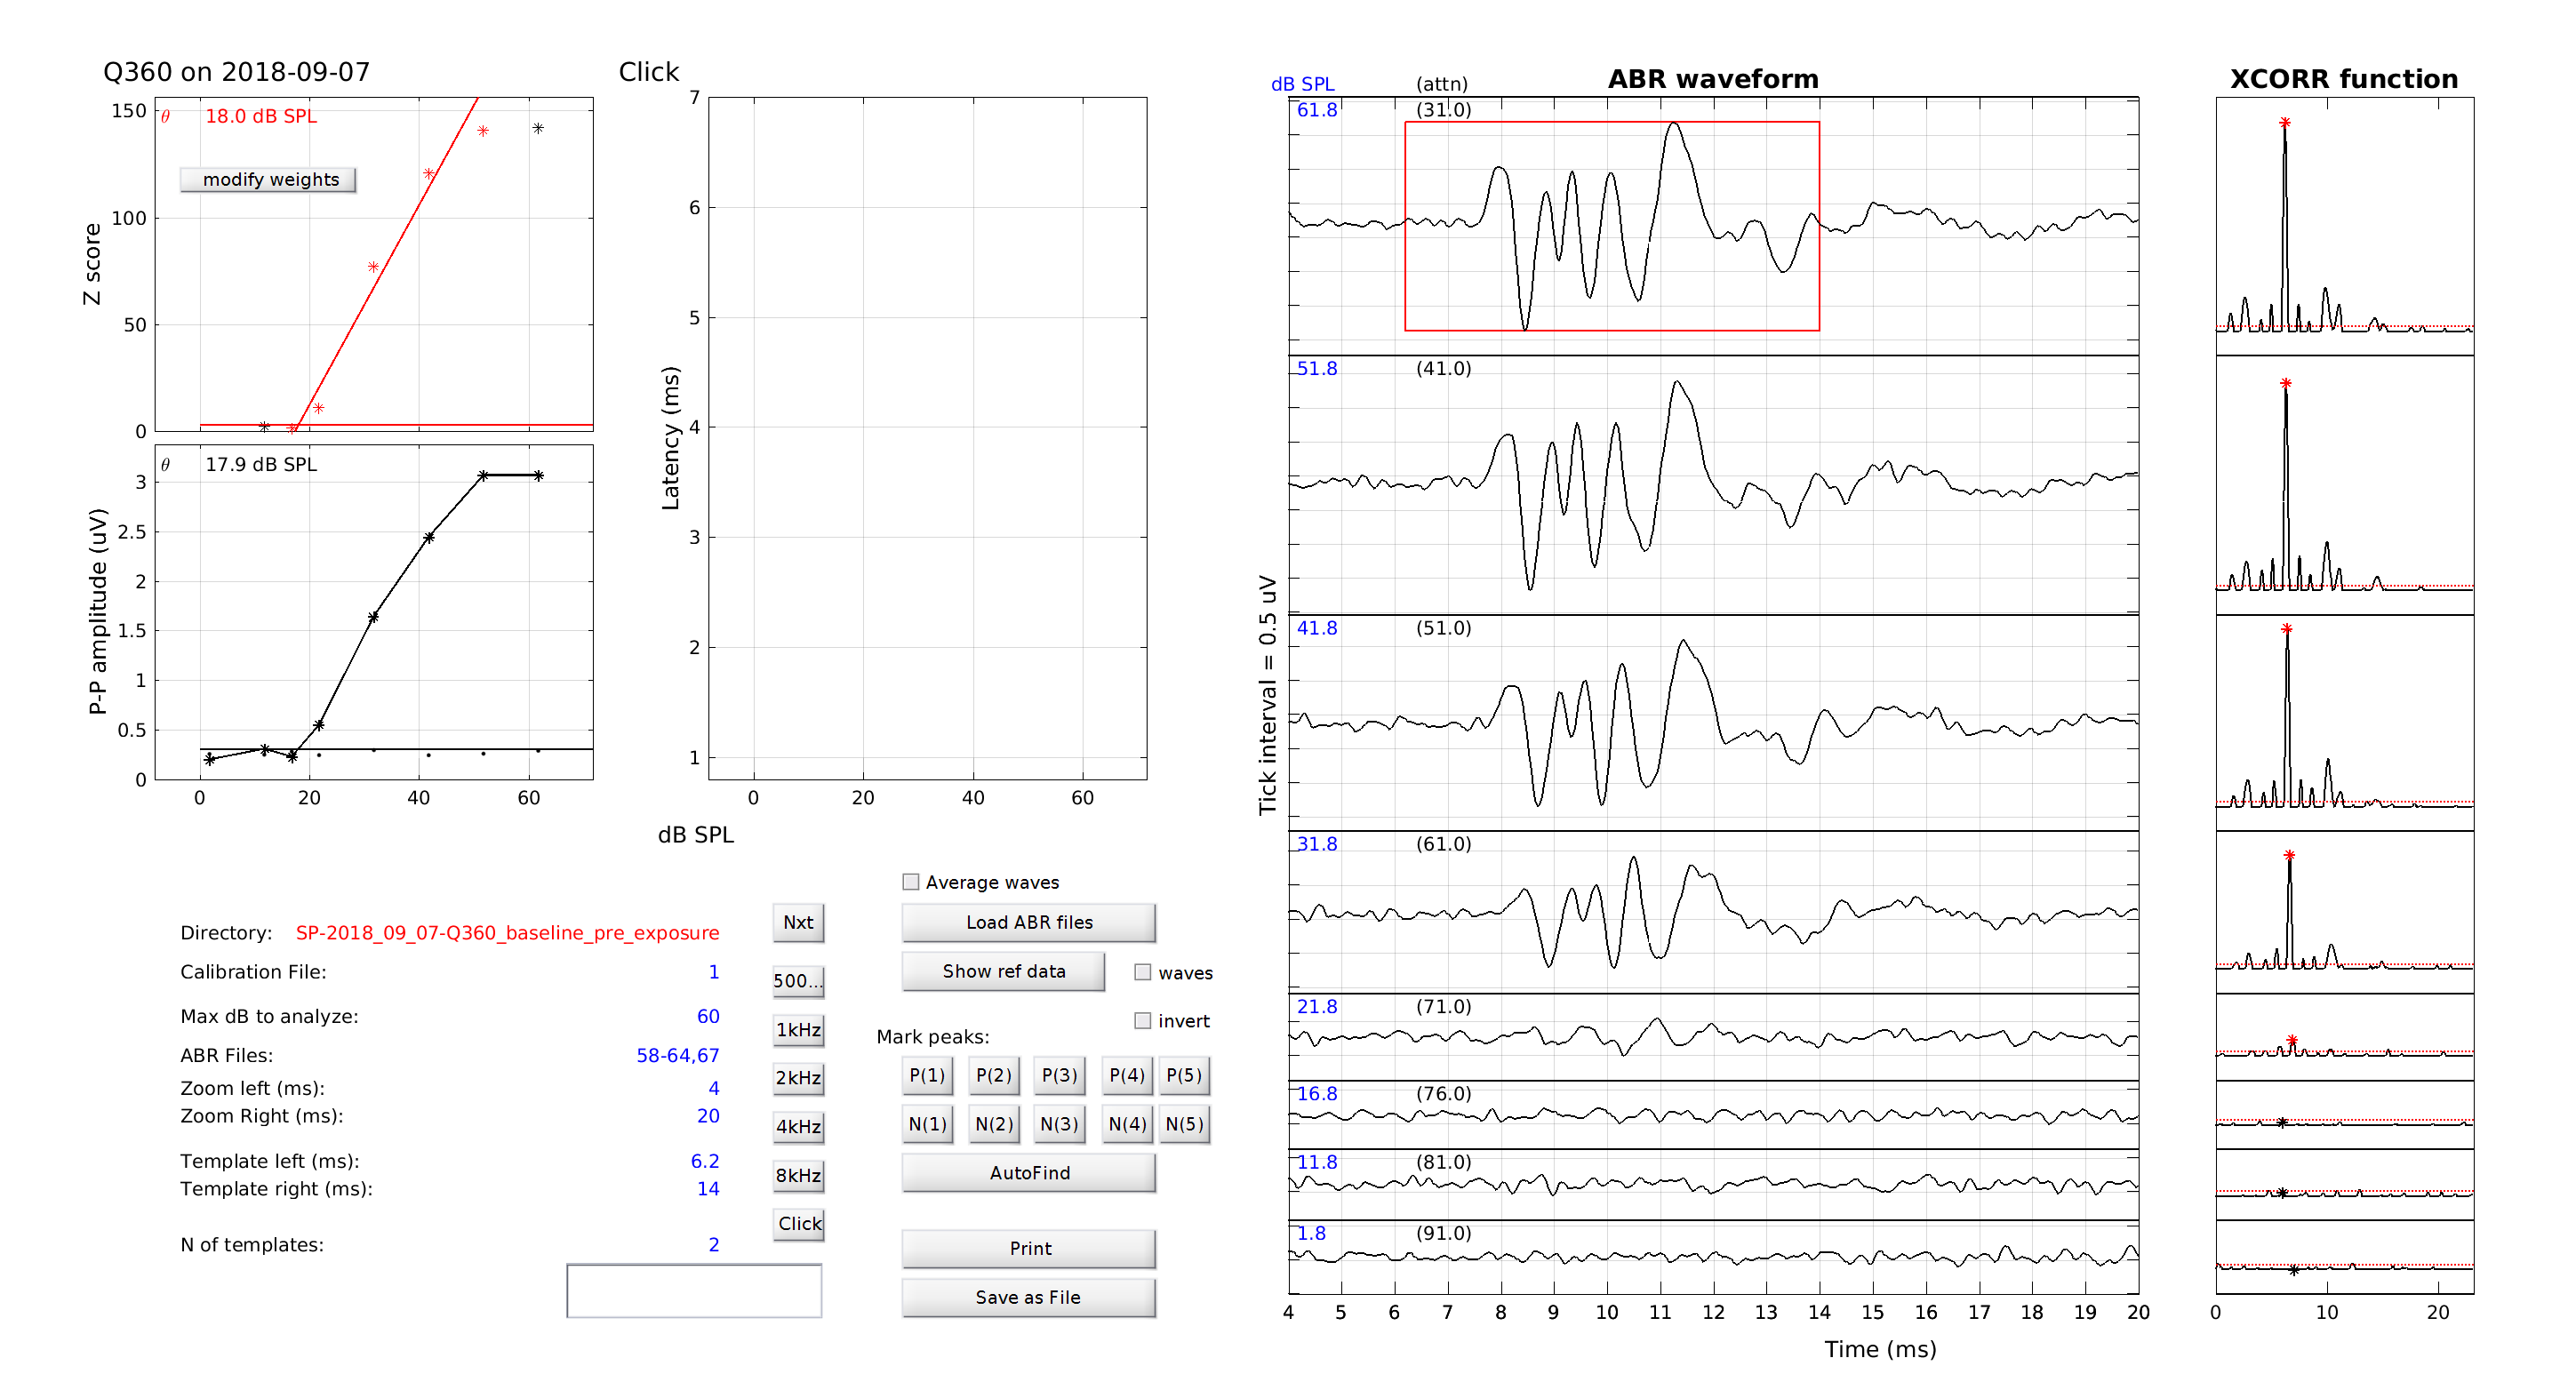 Q360 on 2018-09-07
Click
θ 18.0 dB SPL
modify weights
150
100
50
0
Z score
θ 17.9 dB SPL
3
2.5
2
1.5
1
0.5
0
P-P amplitude (uV)
0 20 40 60
7
6
5
4
3
2
1
Latency (ms)
0 20 40 60
dB SPL
Directory: SP-2018_09_07-Q360_baseline_pre_exposure
Calibration File: 1
Max dB to analyze: 60
ABR Files: 58-64,67
Zoom left (ms): 4
Zoom Right (ms): 20
Template left (ms): 6.2
Template right (ms): 14
N of templates: 2
Nxt
500...
1kHz
2kHz
4kHz
8kHz
Click
Average waves
Load ABR files
Show ref data
waves
invert
Mark peaks:
P(1) P(2) P(3) P(4) P(5)
N(1) N(2) N(3) N(4) N(5)
AutoFind
Print
Save as File
dB SPL (attn) ABR waveform
61.8 (31.0)
51.8 (41.0)
41.8 (51.0)
31.8 (61.0)
21.8 (71.0)
16.8 (76.0)
11.8 (81.0)
1.8 (91.0)
Tick interval = 0.5 uV
4 5 6 7 8 9 10 11 12 13 14 15 16 17 18 19 20
Time (ms)
XCORR function
0 10 20